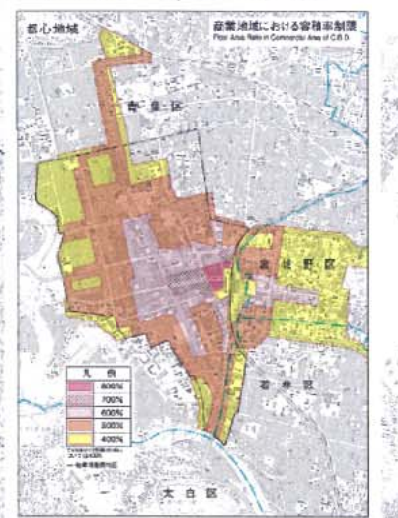 都心地域
商業地域における容積率制限
Floor Area Ratio in Commercial Area of C.B.D.
青葉区
宮城野区
若林区
太白区
凡例
800%
700%
600%
500%
400%